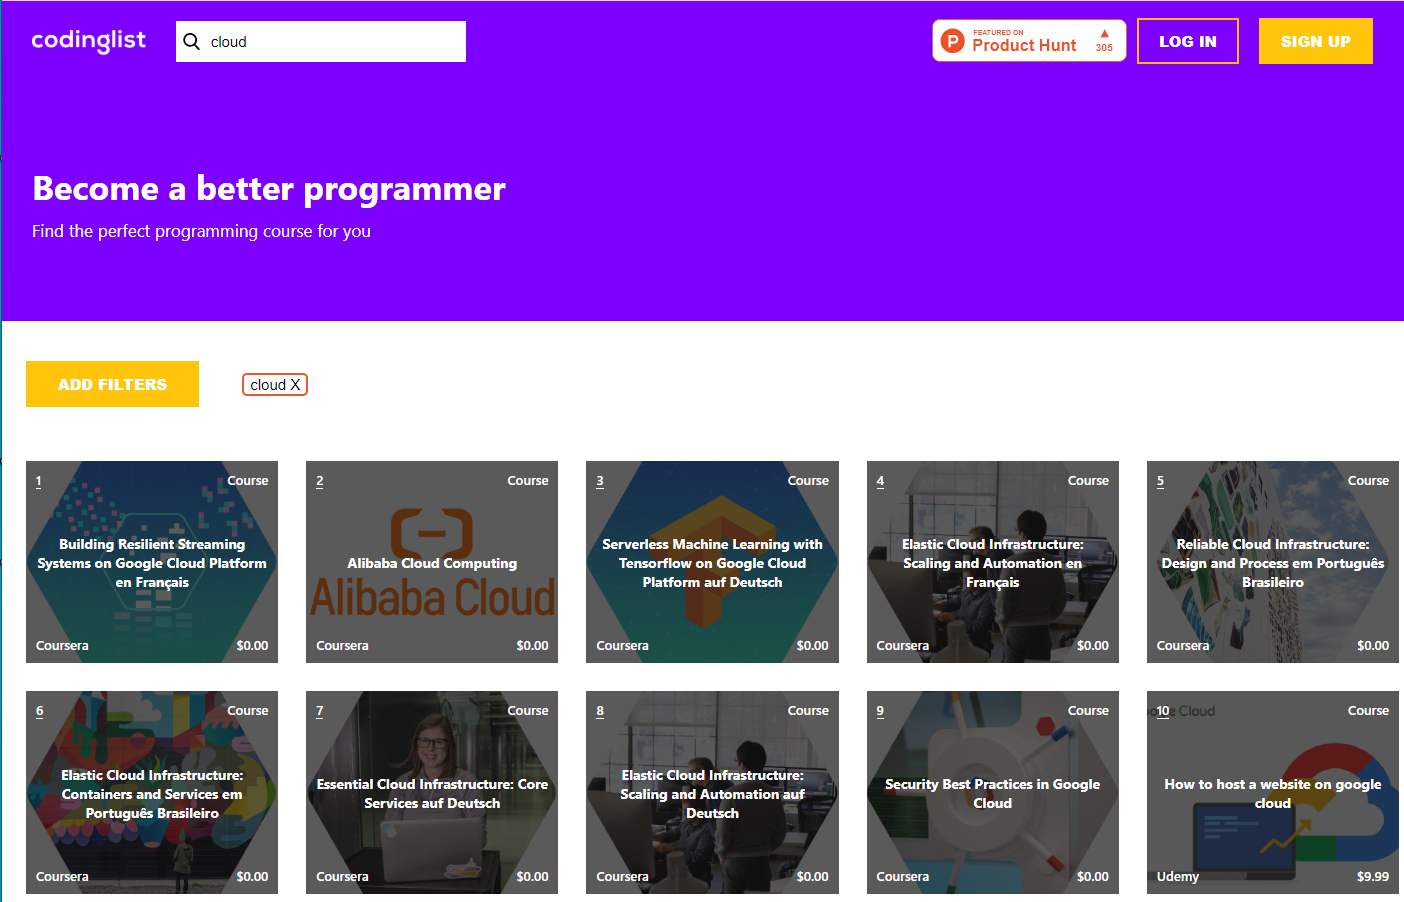 codinglist
cloud
FEATURED ON
Product Hunt
305
LOG IN
SIGN UP
Become a better programmer
Find the perfect programming course for you
ADD FILTERS
cloud X
1
Course
Building Resilient Streaming
Systems on Google Cloud Platform
en Français
Coursera
$0.00
2
Course
Alibaba Cloud Computing
Alibaba Cloud
Coursera
$0.00
3
Course
Serverless Machine Learning with
Tensorflow on Google Cloud
Platform auf Deutsch
Coursera
$0.00
4
Course
Elastic Cloud Infrastructure:
Scaling and Automation en
Français
Coursera
$0.00
5
Course
Reliable Cloud Infrastructure:
Design and Process em Português
Brasileiro
Coursera
$0.00
6
Course
Elastic Cloud Infrastructure:
Containers and Services em
Português Brasileiro
Coursera
$0.00
7
Course
Essential Cloud Infrastructure: Core
Services auf Deutsch
Coursera
$0.00
8
Course
Elastic Cloud Infrastructure:
Scaling and Automation auf
Deutsch
Coursera
$0.00
9
Course
Security Best Practices in Google
Cloud
Coursera
$0.00
10
Cloud
Course
How to host a website on google
cloud
Udemy
$9.99